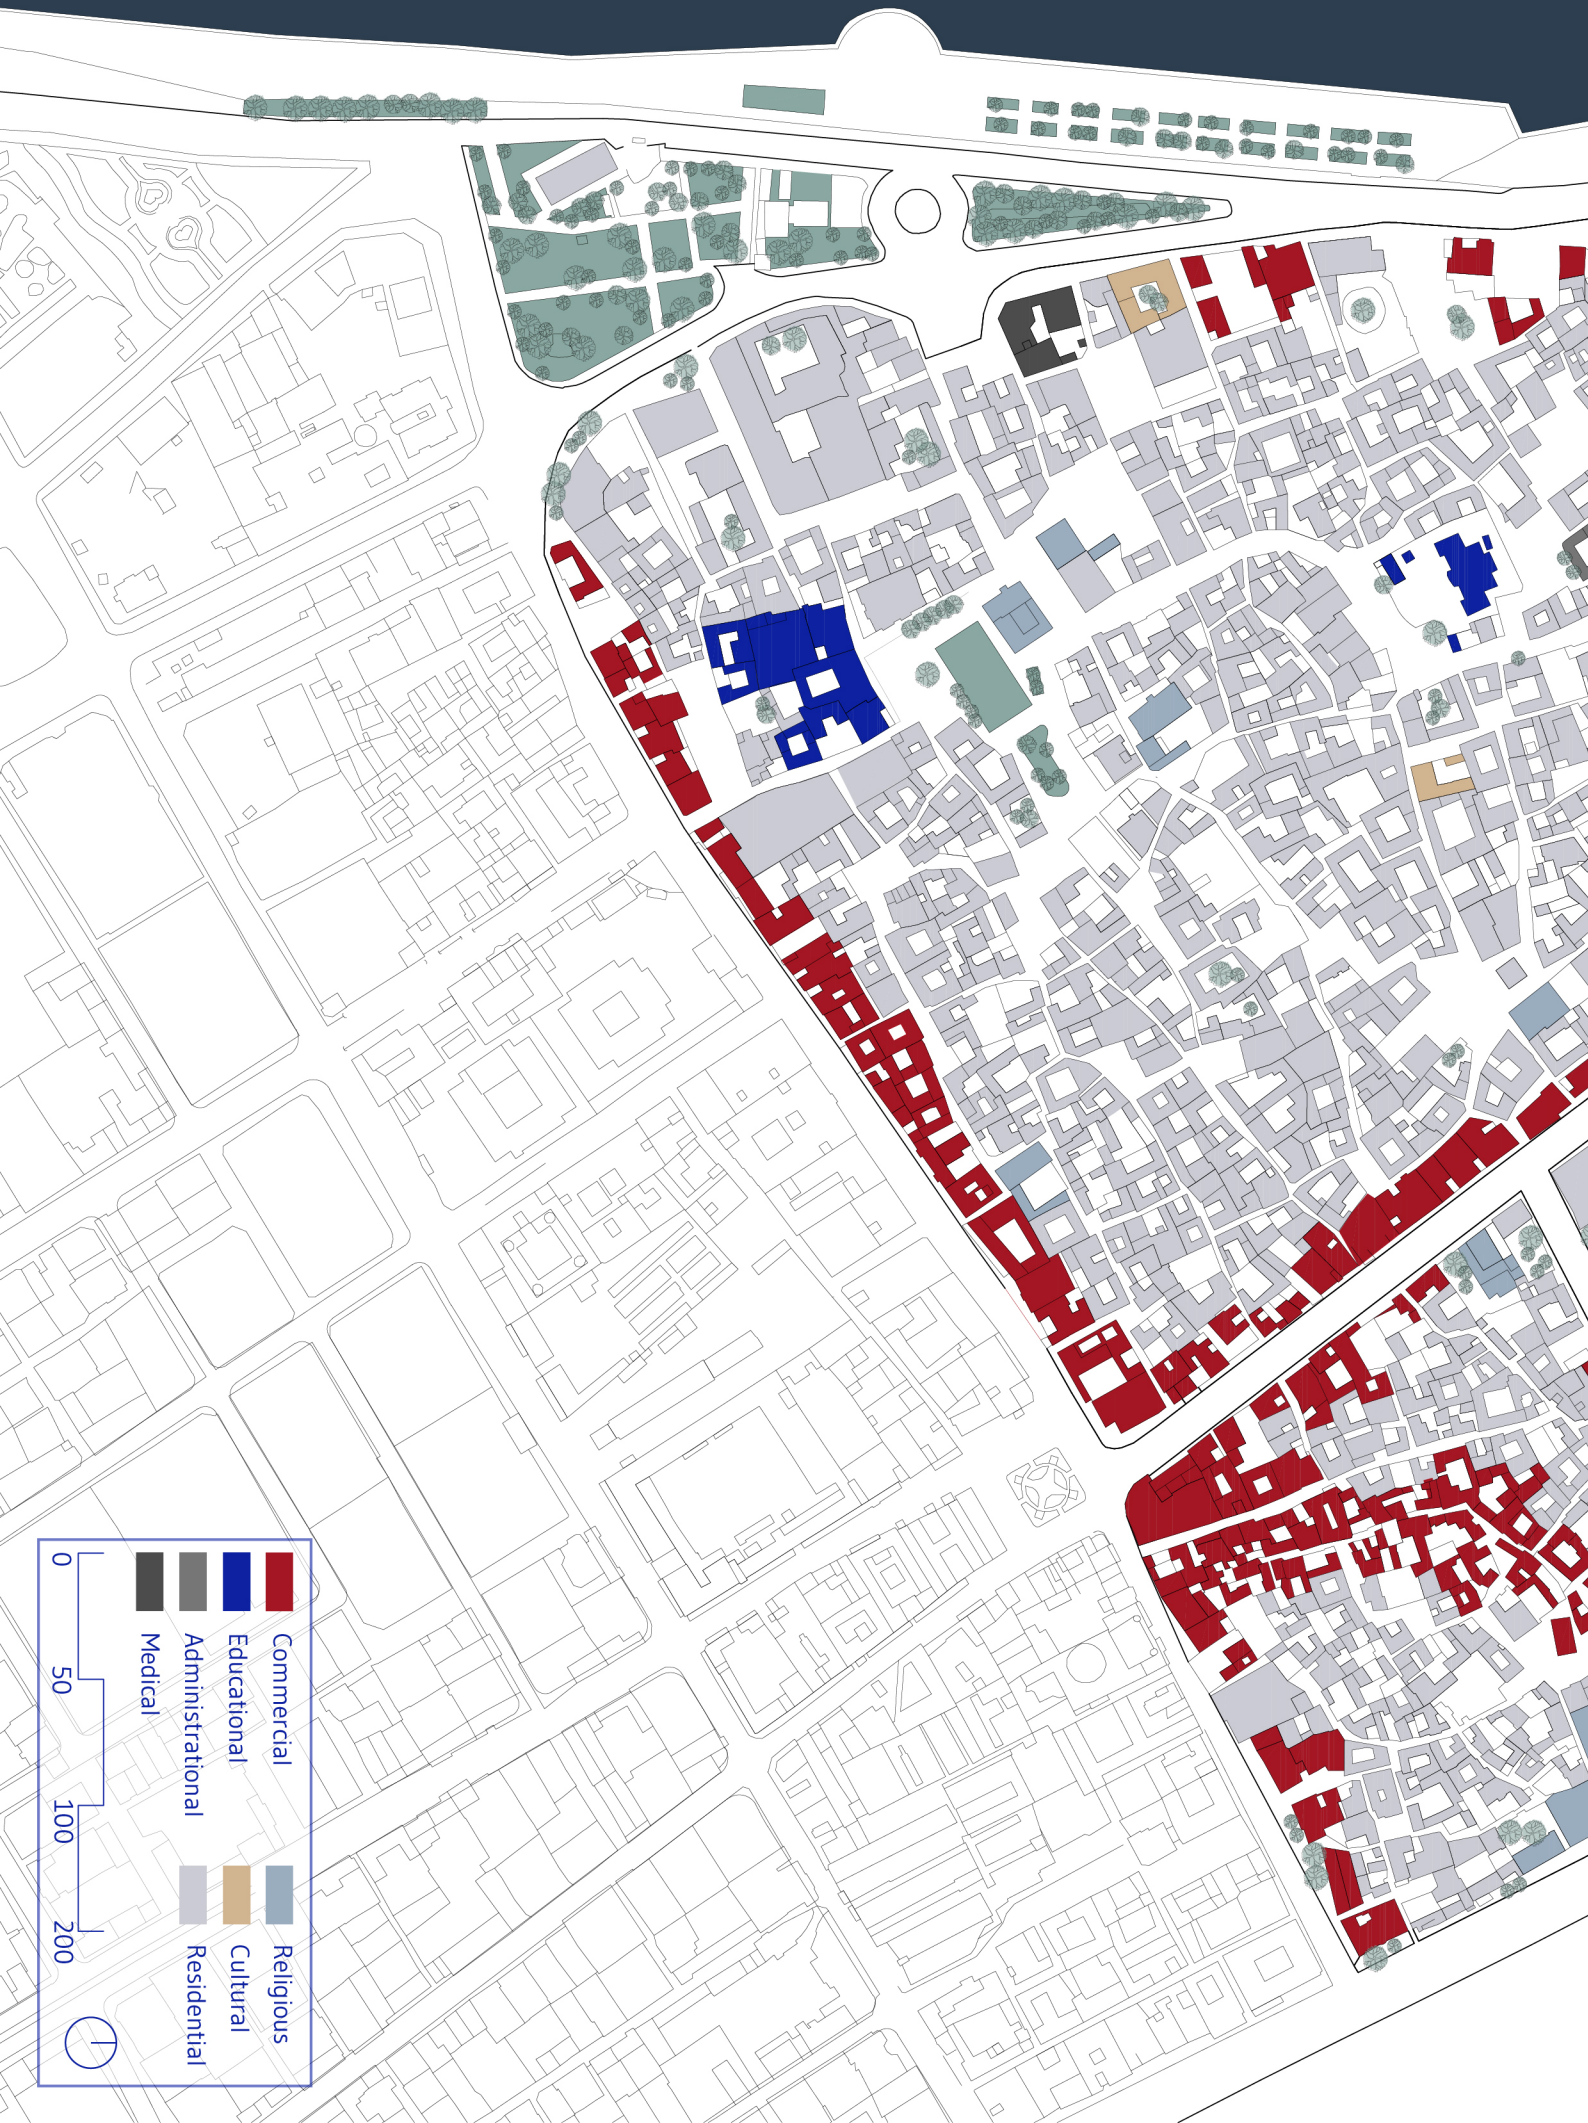 Commercial
Educational
Administrational
Medical
Religious
Cultural
Residential
0
50
100
200